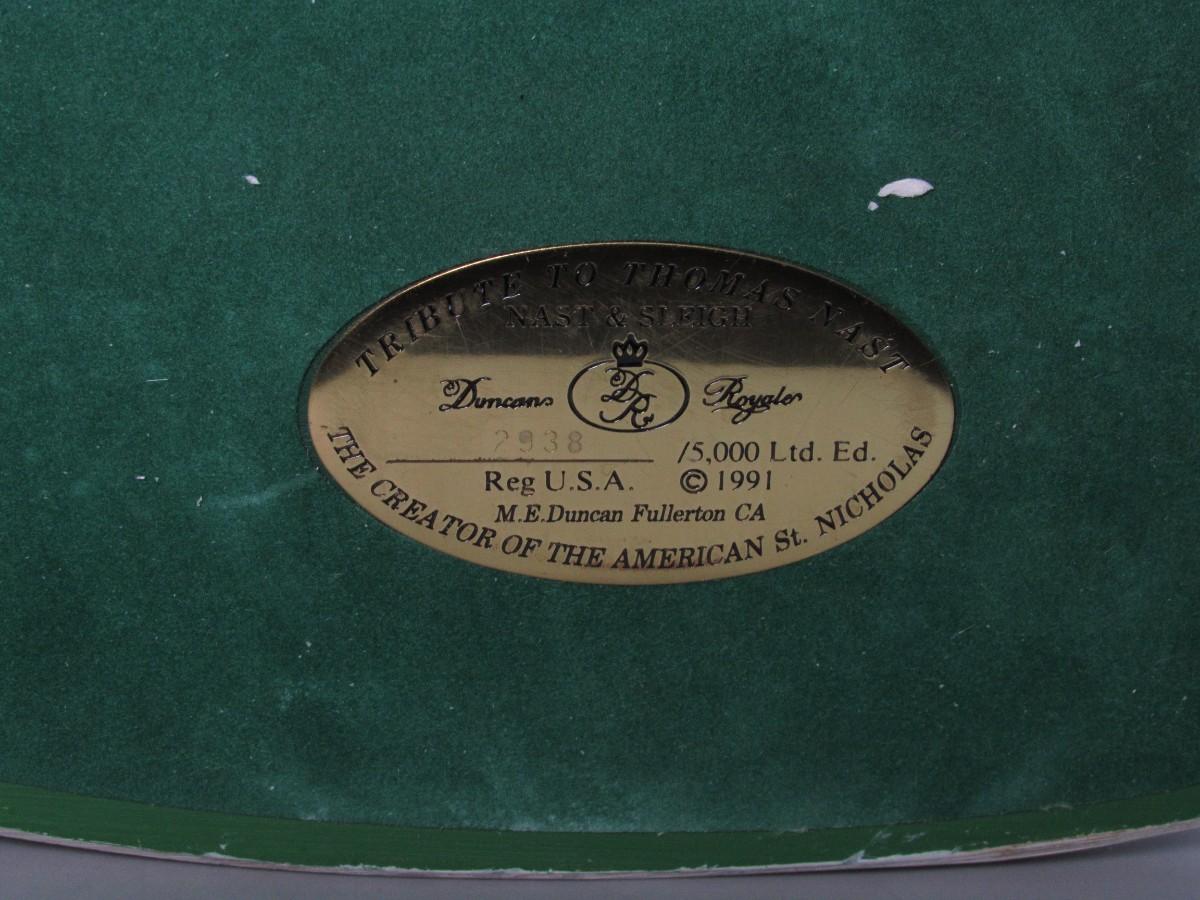 TRIBUTE TO THOMAS NAST
NAST & SLEIGH
Duncan DR Royale
2938 /5,000 Ltd. Ed.
Reg U.S.A. © 1991
M.E.Duncan Fullerton CA
THE CREATOR OF THE AMERICAN St. NICHOLAS